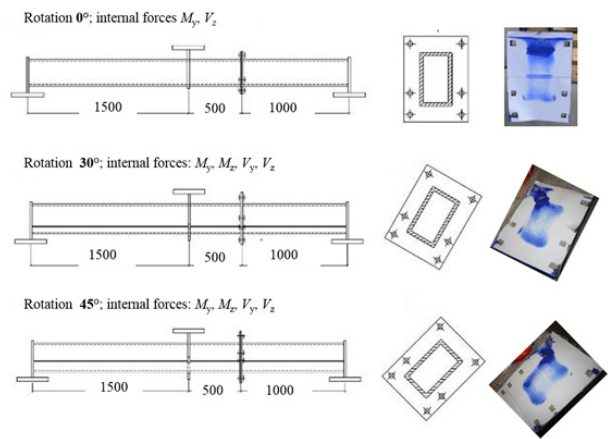 Rotation 0°; internal forces My, Vz
1500 500 1000
Rotation 30°; internal forces: My, Mz, Vy, Vz
1500 500 1000
Rotation 45°; internal forces: My, Mz, Vy, Vz
1500 500 1000